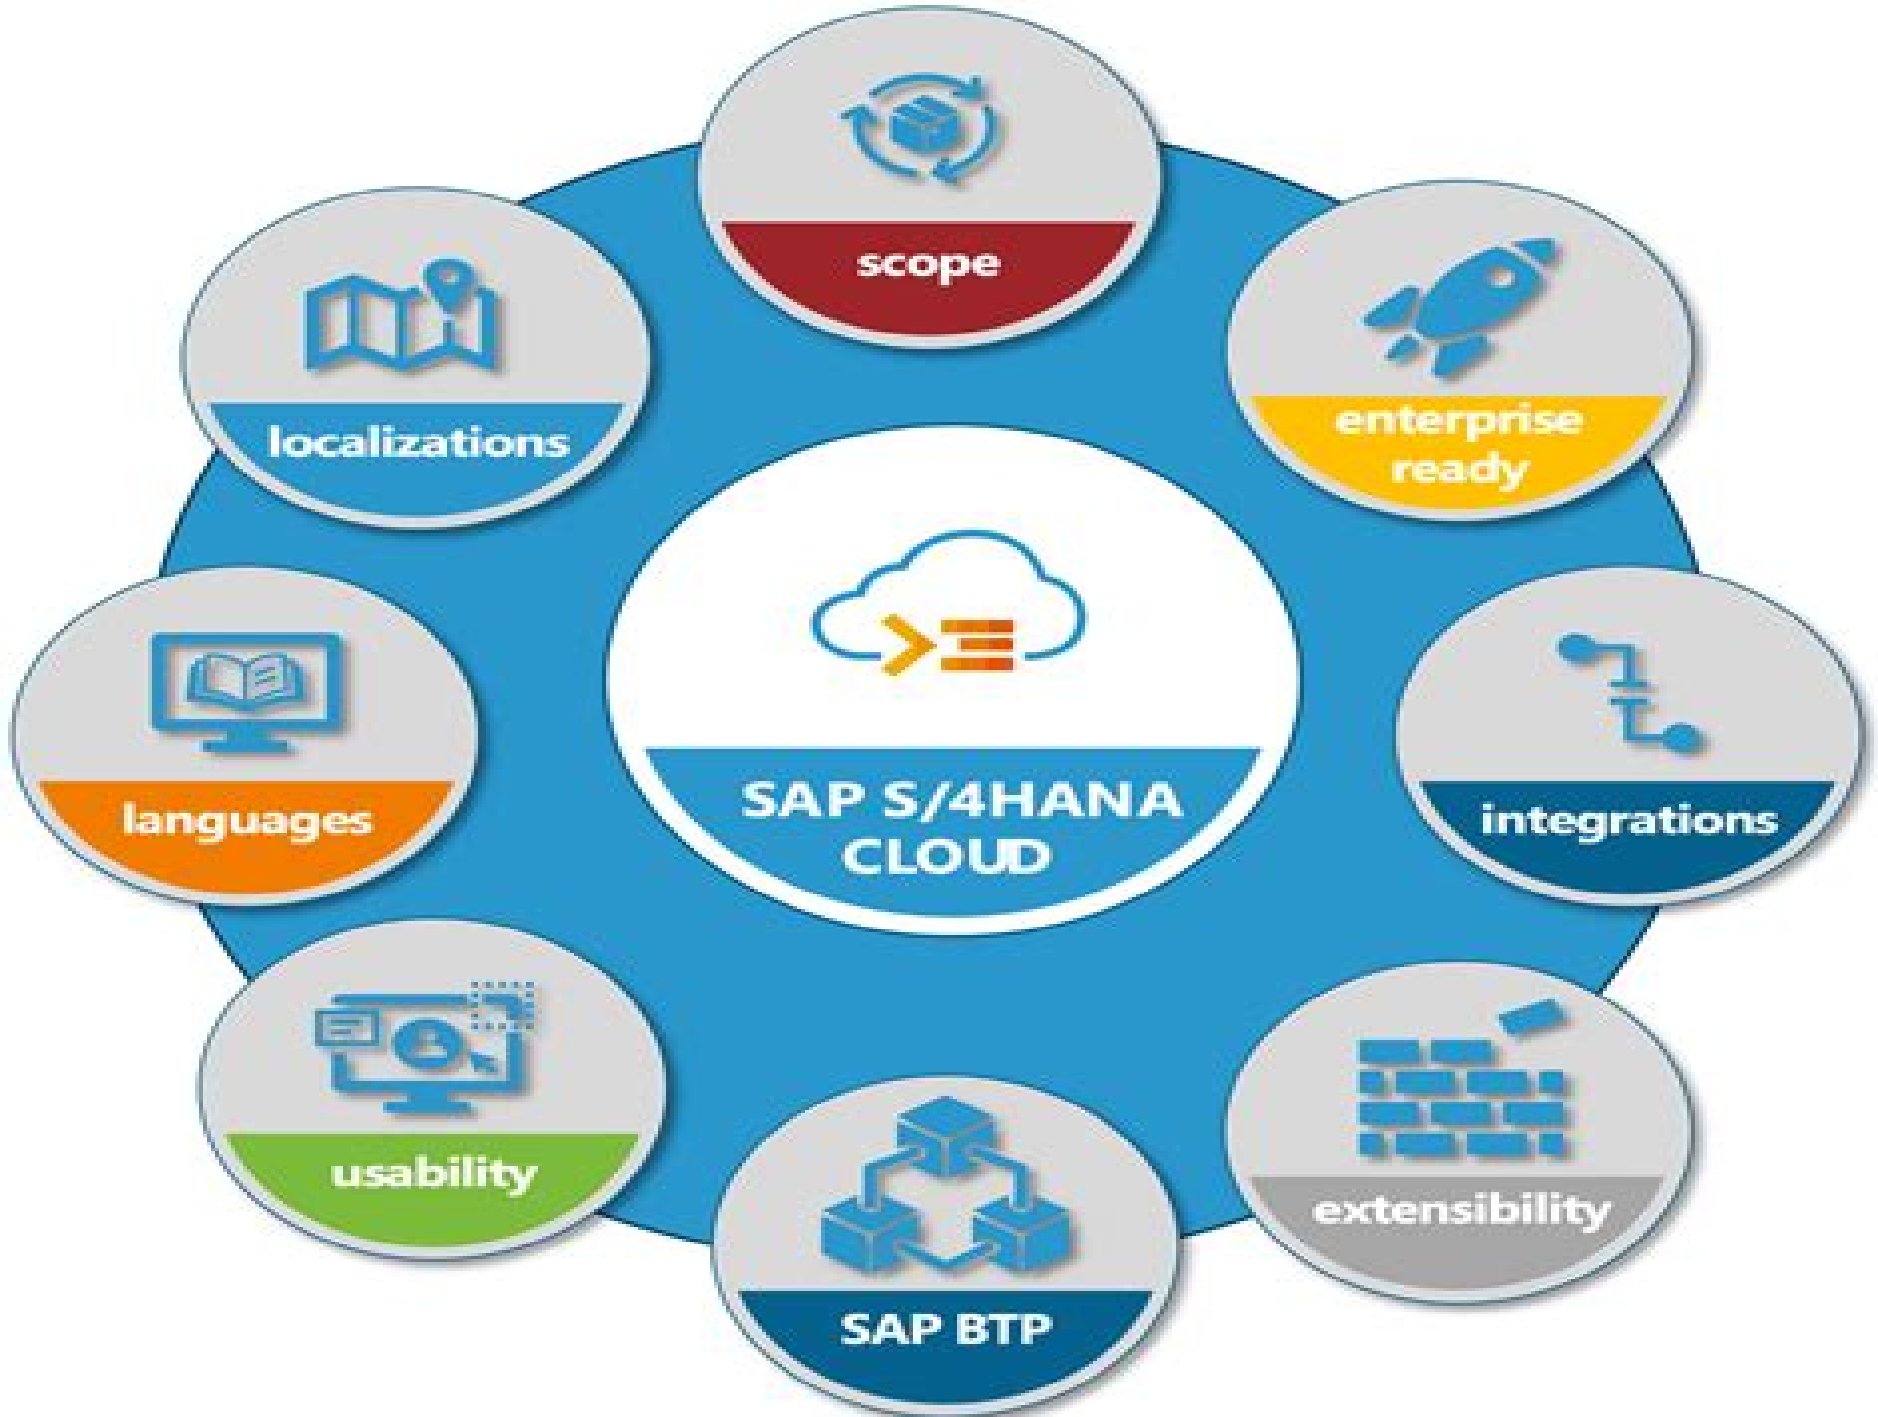 scope
enterprise
ready
localizations
integrations
languages
SAP S/4HANA
CLOUD
usability
extensibility
SAP BTP